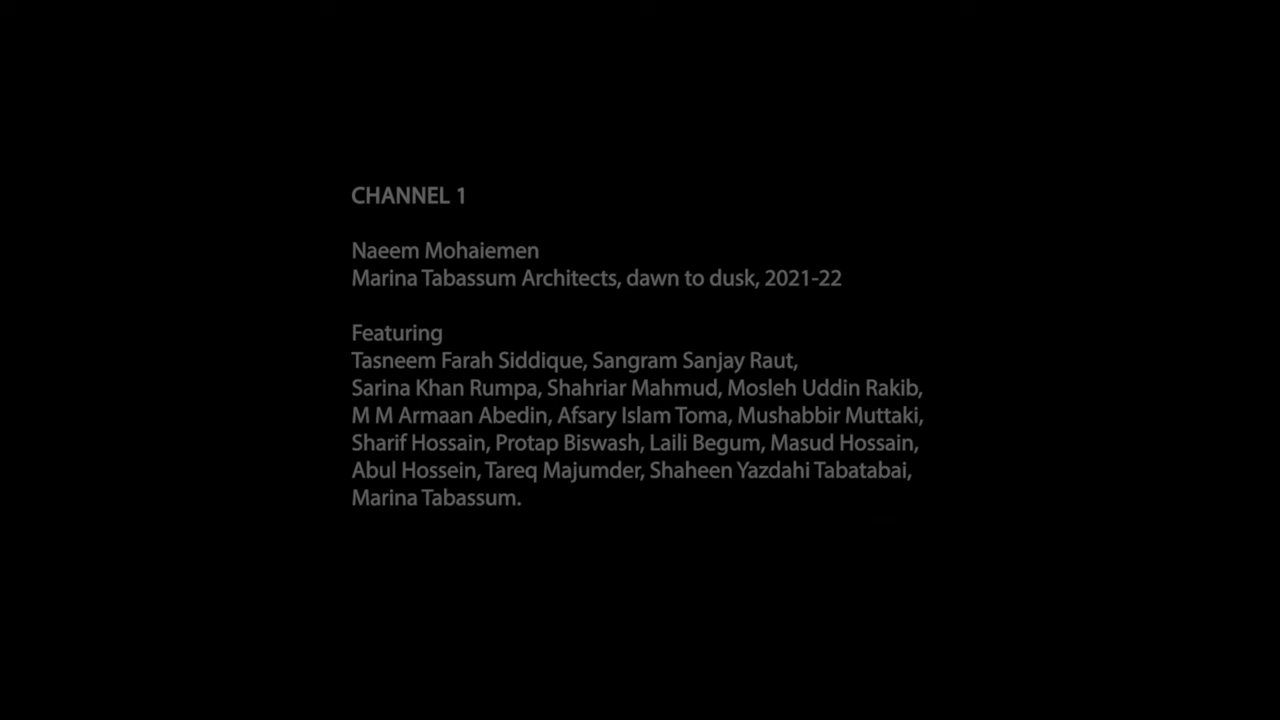 CHANNEL 1
Naeem Mohaiemen
Marina Tabassum Architects, dawn to dusk, 2021-22
Featuring
Tasneem Farah Siddique, Sangram Sanjay Raut,
Sarina Khan Rumpa, Shahriar Mahmud, Mosleh Uddin Rakib,
M M Armaan Abedin, Afsary Islam Toma, Mushabbir Muttaki,
Sharif Hossain, Protap Biswash, Laili Begum, Masud Hossain,
Abul Hossein, Tareq Majumder, Shaheen Yazdahi Tabatabai,
Marina Tabassum.